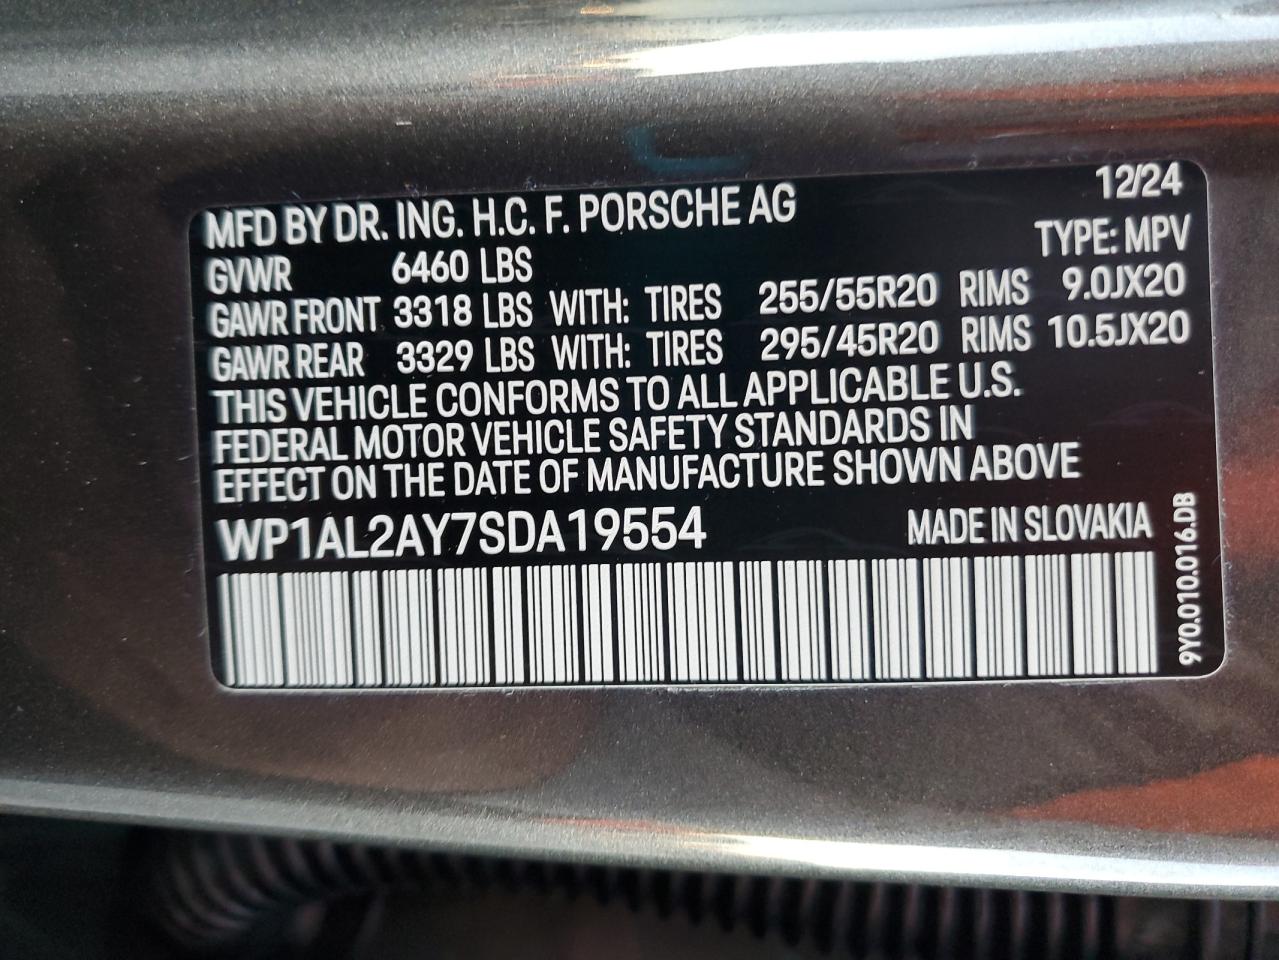 12/24
MFD BY DR. ING. H.C. F. PORSCHE AG
TYPE: MPV
GVWR 6460 LBS
GAWR FRONT 3318 LBS WITH: TIRES 255/55R20 RIMS 9.0JX20
GAWR REAR 3329 LBS WITH: TIRES 295/45R20 RIMS 10.5JX20
THIS VEHICLE CONFORMS TO ALL APPLICABLE U.S.
FEDERAL MOTOR VEHICLE SAFETY STANDARDS IN
EFFECT ON THE DATE OF MANUFACTURE SHOWN ABOVE
WP1AL2AY7SDA19554 MADE IN SLOVAKIA
9Y0.010.016.DB